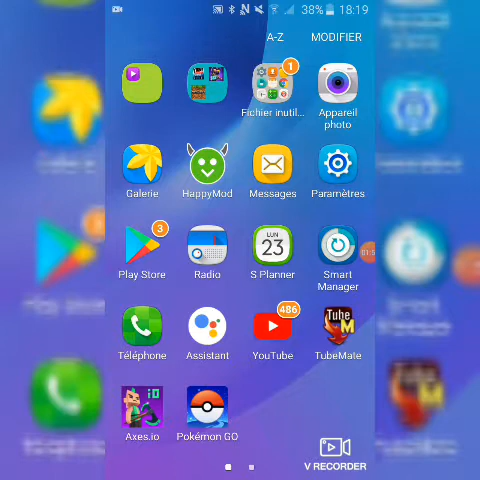 38% 18:19
A-Z MODIFIER
1
Fichier inutil...
Appareil
photo
Galerie
HappyMod
Messages
Paramètres
3
LUN
23
Play Store
Radio
S Planner
Smart
Manager
486
Tube
M
Téléphone
Assistant
YouTube
TubeMate
io
Axes.io
Pokémon GO
V RECORDER